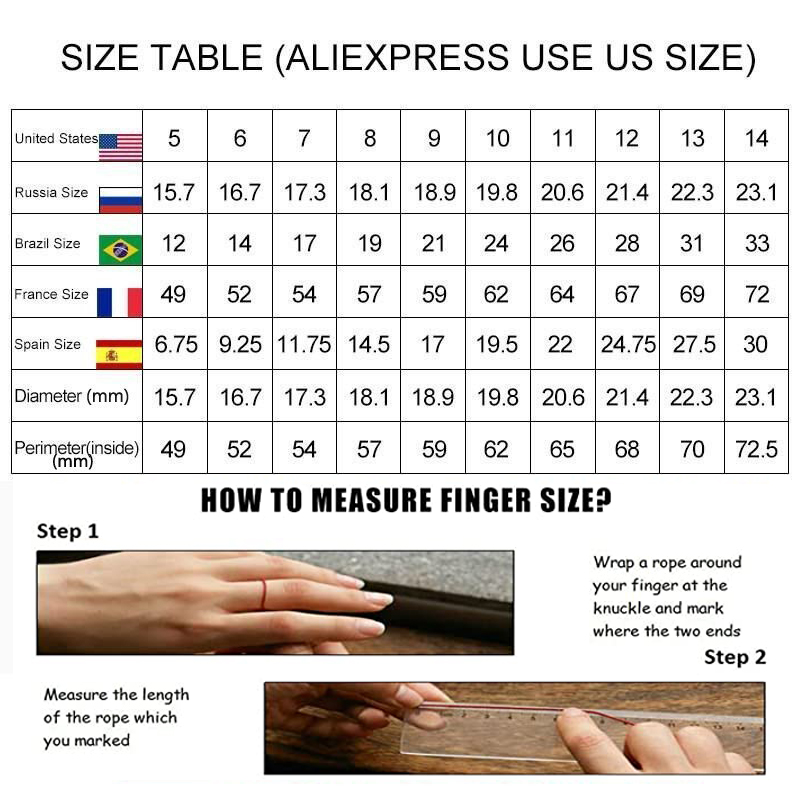 SIZE TABLE (ALIEXPRESS USE US SIZE)
United States 5 6 7 8 9 10 11 12 13 14
Russia Size 15.7 16.7 17.3 18.1 18.9 19.8 20.6 21.4 22.3 23.1
Brazil Size 12 14 17 19 21 24 26 28 31 33
France Size 49 52 54 57 59 62 64 67 69 72
Spain Size 6.75 9.25 11.75 14.5 17 19.5 22 24.75 27.5 30
Diameter (mm) 15.7 16.7 17.3 18.1 18.9 19.8 20.6 21.4 22.3 23.1
Perimeter(inside) 49 52 54 57 59 62 65 68 70 72.5
(mm)
HOW TO MEASURE FINGER SIZE?
Step 1
Wrap a rope around
your finger at the
knuckle and mark
where the two ends
Step 2
Measure the length
of the rope which
you marked